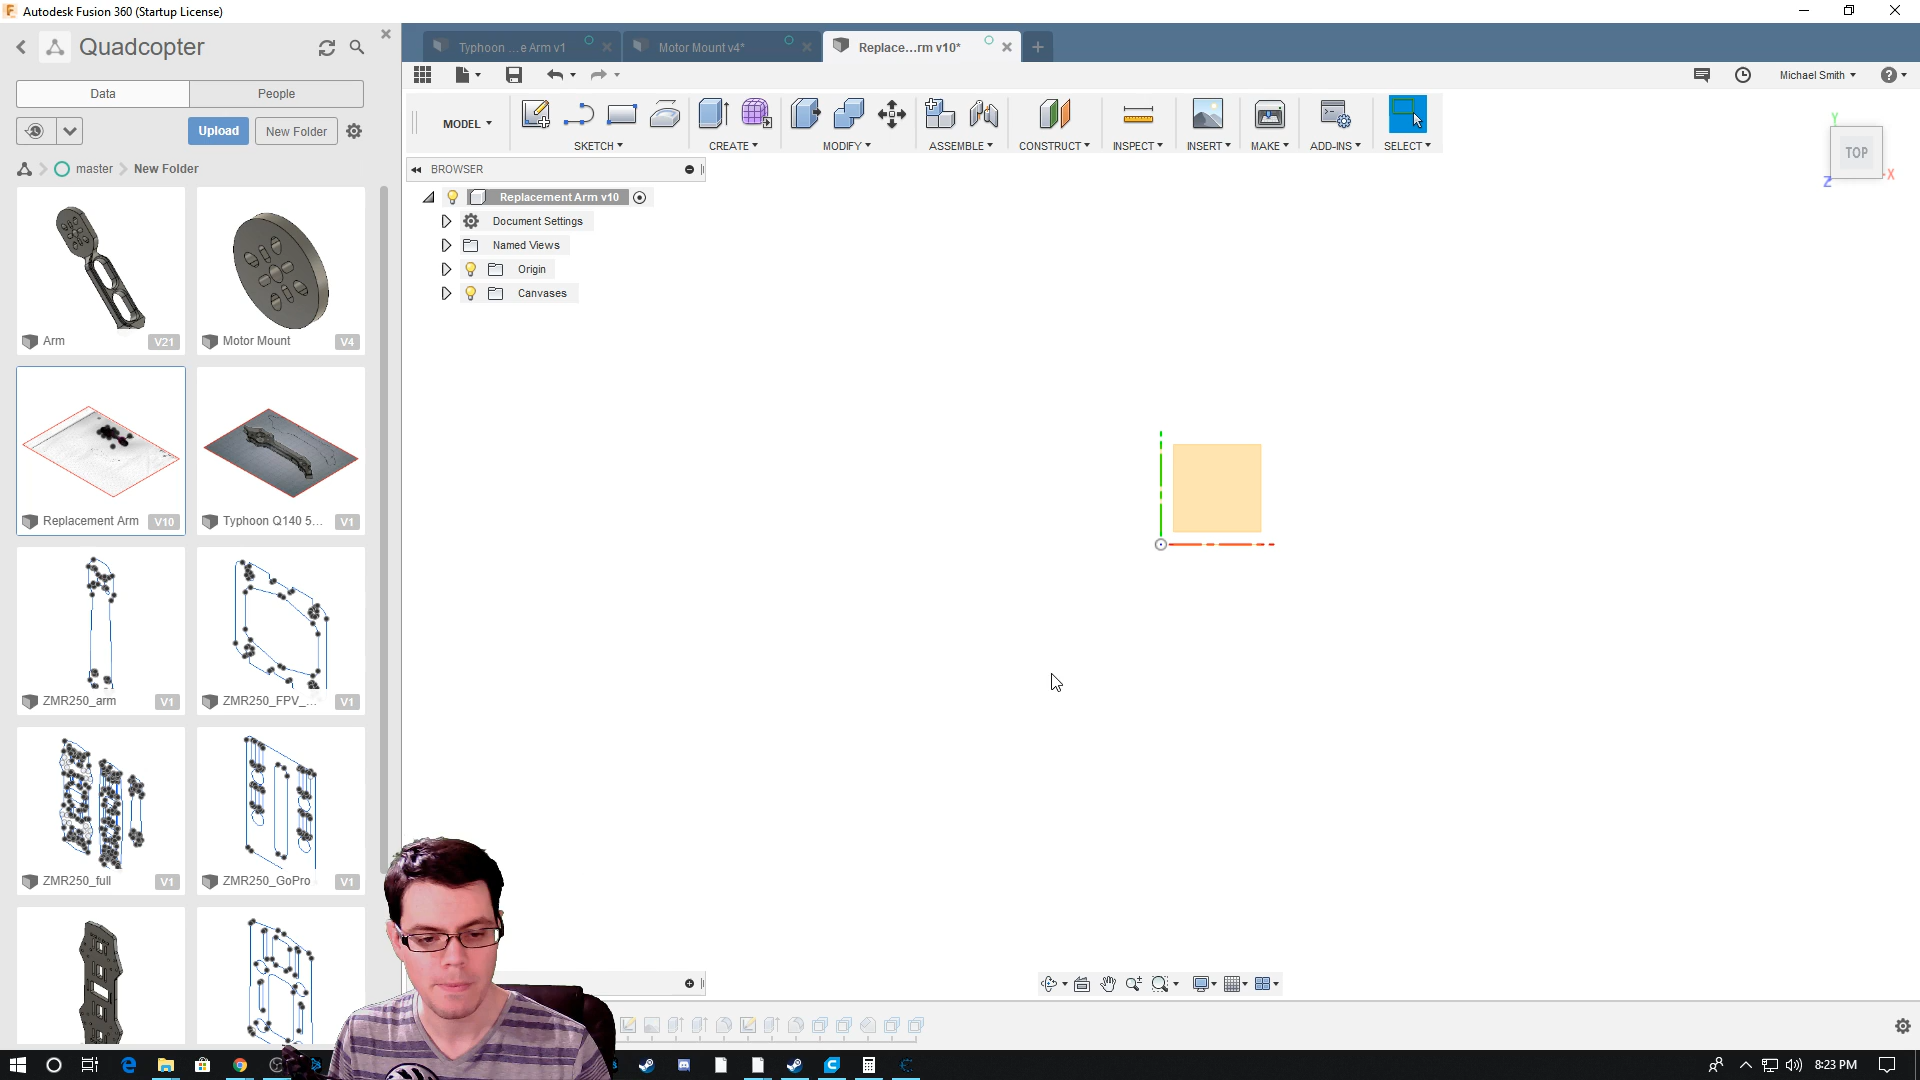 Autodesk Fusion 360 (Startup License)
Quadcopter
Data
People
Upload
New Folder
master
New Folder
Arm
V21
Motor Mount
V4
Replacement Arm
V10
Typhoon Q140 5...
V1
ZMR250_arm
V1
ZMR250_FPV_...
V1
ZMR250_full
V1
ZMR250_GoPro
V1
Typhoon ...e Arm v1
Motor Mount v4*
Replace...rm v10*
Michael Smith
MODEL
SKETCH
CREATE
MODIFY
ASSEMBLE
CONSTRUCT
INSPECT
INSERT
MAKE
ADD-INS
SELECT
BROWSER
Replacement Arm v10
Document Settings
Named Views
Origin
Canvases
Y
TOP
X
Z
8:23 PM